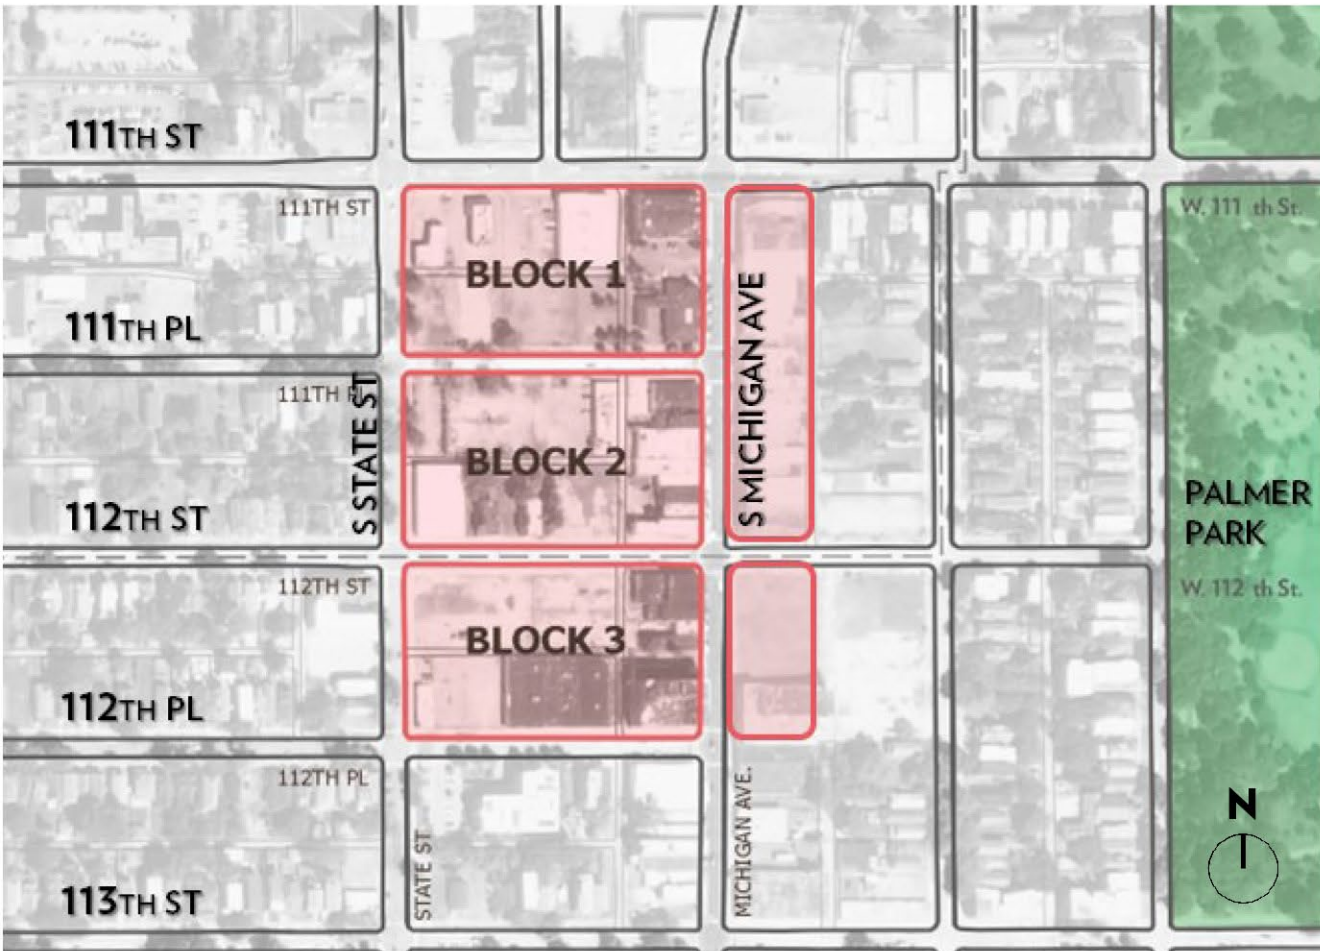 111TH ST
111TH ST
W. 111 th St.
BLOCK 1
111TH PL
S MICHIGAN AVE
111TH PL
S STATE ST
BLOCK 2
112TH ST
PALMER
PARK
112TH ST
W. 112 th St.
BLOCK 3
112TH PL
112TH PL
MICHIGAN AVE.
STATE ST
N
113TH ST